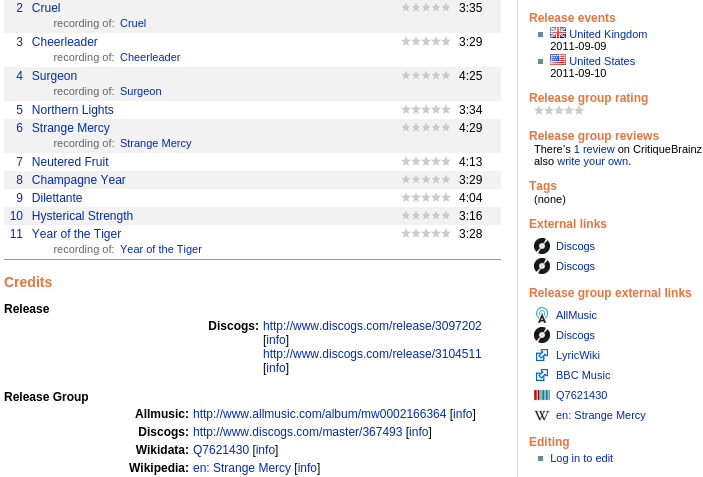 2 Cruel 3:35
recording of: Cruel
3 Cheerleader 3:29
recording of: Cheerleader
4 Surgeon 4:25
recording of: Surgeon
5 Northern Lights 3:34
6 Strange Mercy 4:29
recording of: Strange Mercy
7 Neutered Fruit 4:13
8 Champagne Year 3:29
9 Dilettante 4:04
10 Hysterical Strength 3:16
11 Year of the Tiger 3:28
recording of: Year of the Tiger
Credits
Release
Discogs: http://www.discogs.com/release/3097202
[info]
http://www.discogs.com/release/3104511
[info]
Release Group
Allmusic: http://www.allmusic.com/album/mw0002166364 [info]
Discogs: http://www.discogs.com/master/367493 [info]
Wikidata: Q7621430 [info]
Wikipedia: en: Strange Mercy [info]
Release events
United Kingdom
2011-09-09
United States
2011-09-10
Release group rating
Release group reviews
There's 1 review on CritiqueBrainz
also write your own.
Tags
(none)
External links
Discogs
Discogs
Release group external links
AllMusic
Discogs
LyricWiki
BBC Music
Q7621430
W en: Strange Mercy
Editing
Log in to edit